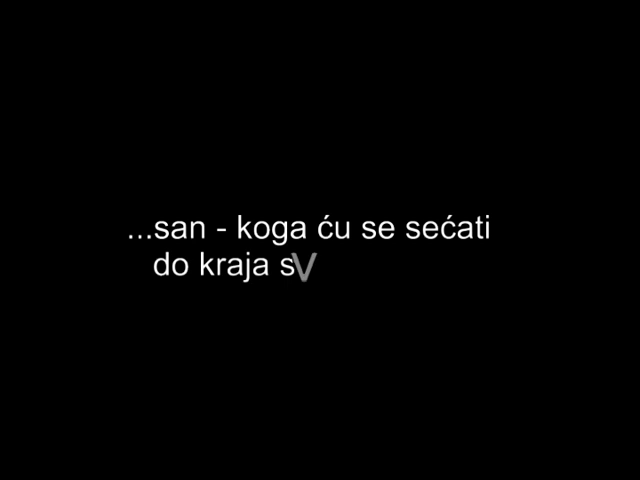 ...san - koga ću se sećati
do kraja sv